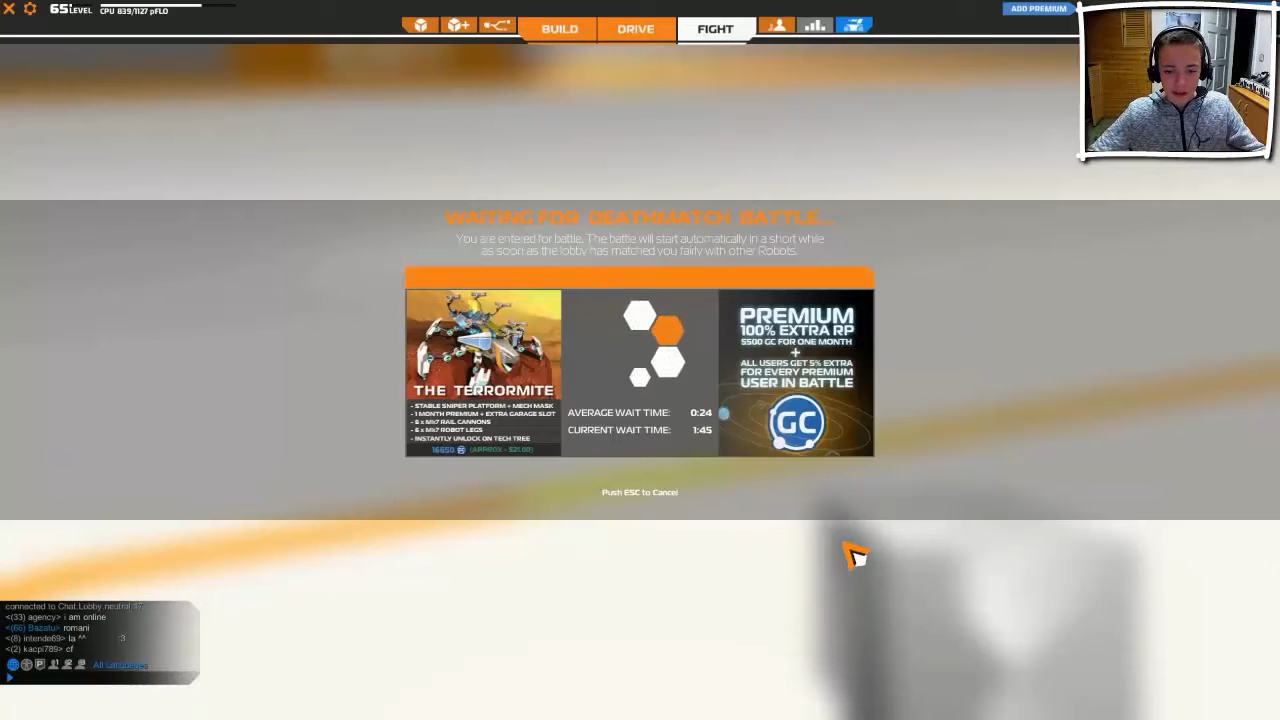 65 LEVEL
CPU 839/1127 pFLO
BUILD
DRIVE
FIGHT
ADD PREMIUM
WAITING FOR DEATHMATCH BATTLE...
You are entered for battle. The battle will start automatically in a short while
as soon as the lobby has matched you fairly with other Robots.
THE TERRORMITE
- STABLE SNIPER PLATFORM + MECH MASK
- 1 MONTH PREMIUM + EXTRA GARAGE SLOT
- 6 x Mk7 RAIL CANNONS
- 6 x Mk7 ROBOT LEGS
- INSTANTLY UNLOCK ON TECH TREE
16650 (APPROX - $21.00)
AVERAGE WAIT TIME: 0:24
CURRENT WAIT TIME: 1:45
PREMIUM
100% EXTRA RP
5500 GC FOR ONE MONTH
+
ALL USERS GET 5% EXTRA
FOR EVERY PREMIUM
USER IN BATTLE
GC
Push ESC to Cancel
connected to Chat.Lobby.neutral.17
<(33) agency> i am online
<(66) Bazatu> romani
<(8) intende69> la ^^ :3
<(2) kacpi789> cf
All Languages